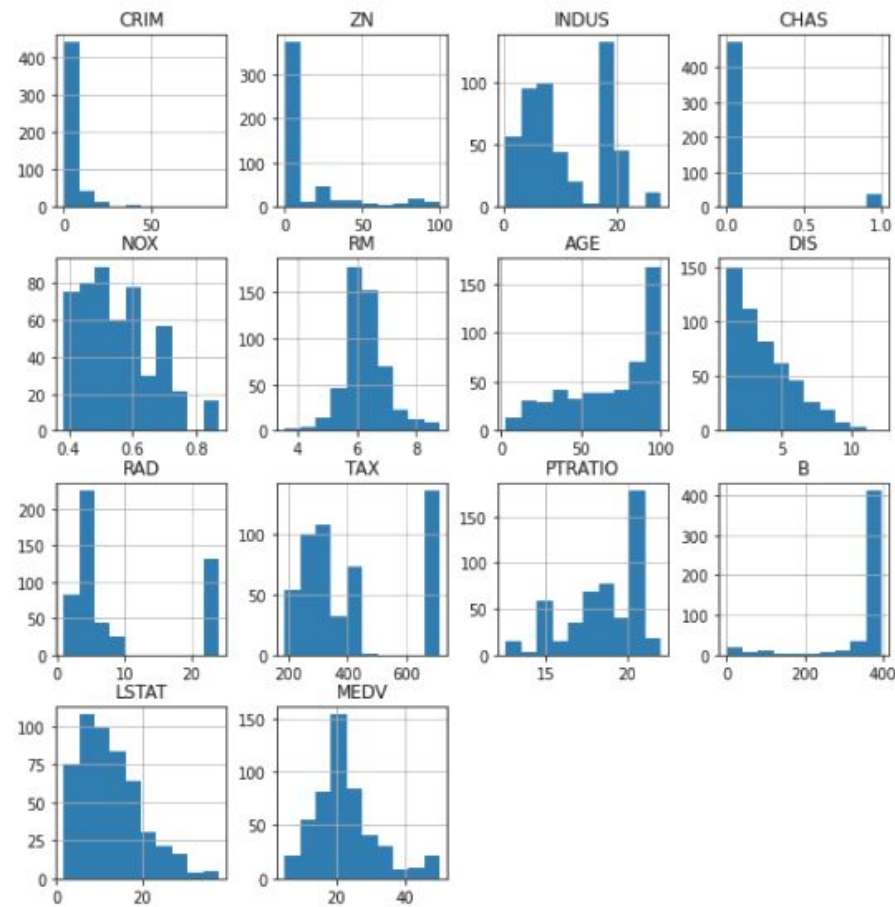 CRIM ZN INDUS CHAS
400 300 200 100 0
300 200 100 0
100 50 0
400 300 200 100 0
0 50
0 50 100
0 20
0.0 0.5 1.0
NOX RM AGE DIS
80 60 40 20 0
150 100 50 0
150 100 50 0
150 100 50 0
0.4 0.6 0.8
4 6 8
0 50 100
5 10
RAD TAX PTRATIO B
200 150 100 50 0
100 50 0
150 100 50 0
400 300 200 100 0
0 10 20
200 400 600
15 20
0 200 400
LSTAT MEDV
100 75 50 25 0
150 100 50 0
0 20
20 40